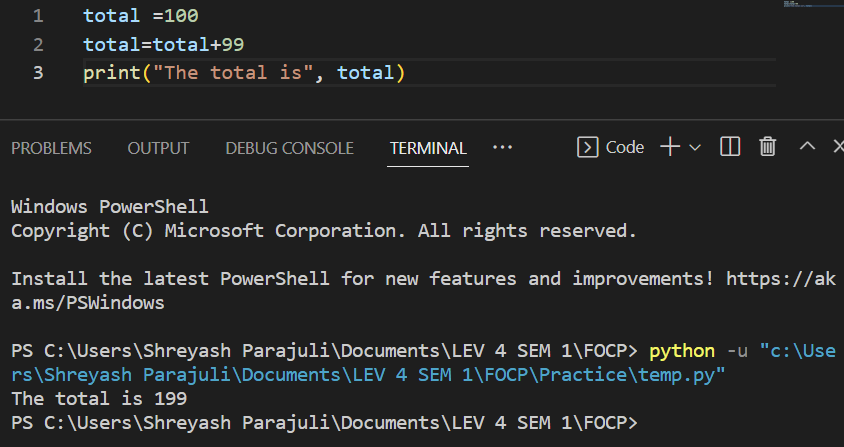 1 total =100
2 total=total+99
3 print("The total is", total)
PROBLEMS OUTPUT DEBUG CONSOLE TERMINAL ··· Code
Windows PowerShell
Copyright (C) Microsoft Corporation. All rights reserved.
Install the latest PowerShell for new features and improvements! https://ak
a.ms/PSWindows
PS C:\Users\Shreyash Parajuli\Documents\LEV 4 SEM 1\FOCP> python -u "c:\Use
rs\Shreyash Parajuli\Documents\LEV 4 SEM 1\FOCP\Practice\temp.py"
The total is 199
PS C:\Users\Shreyash Parajuli\Documents\LEV 4 SEM 1\FOCP>